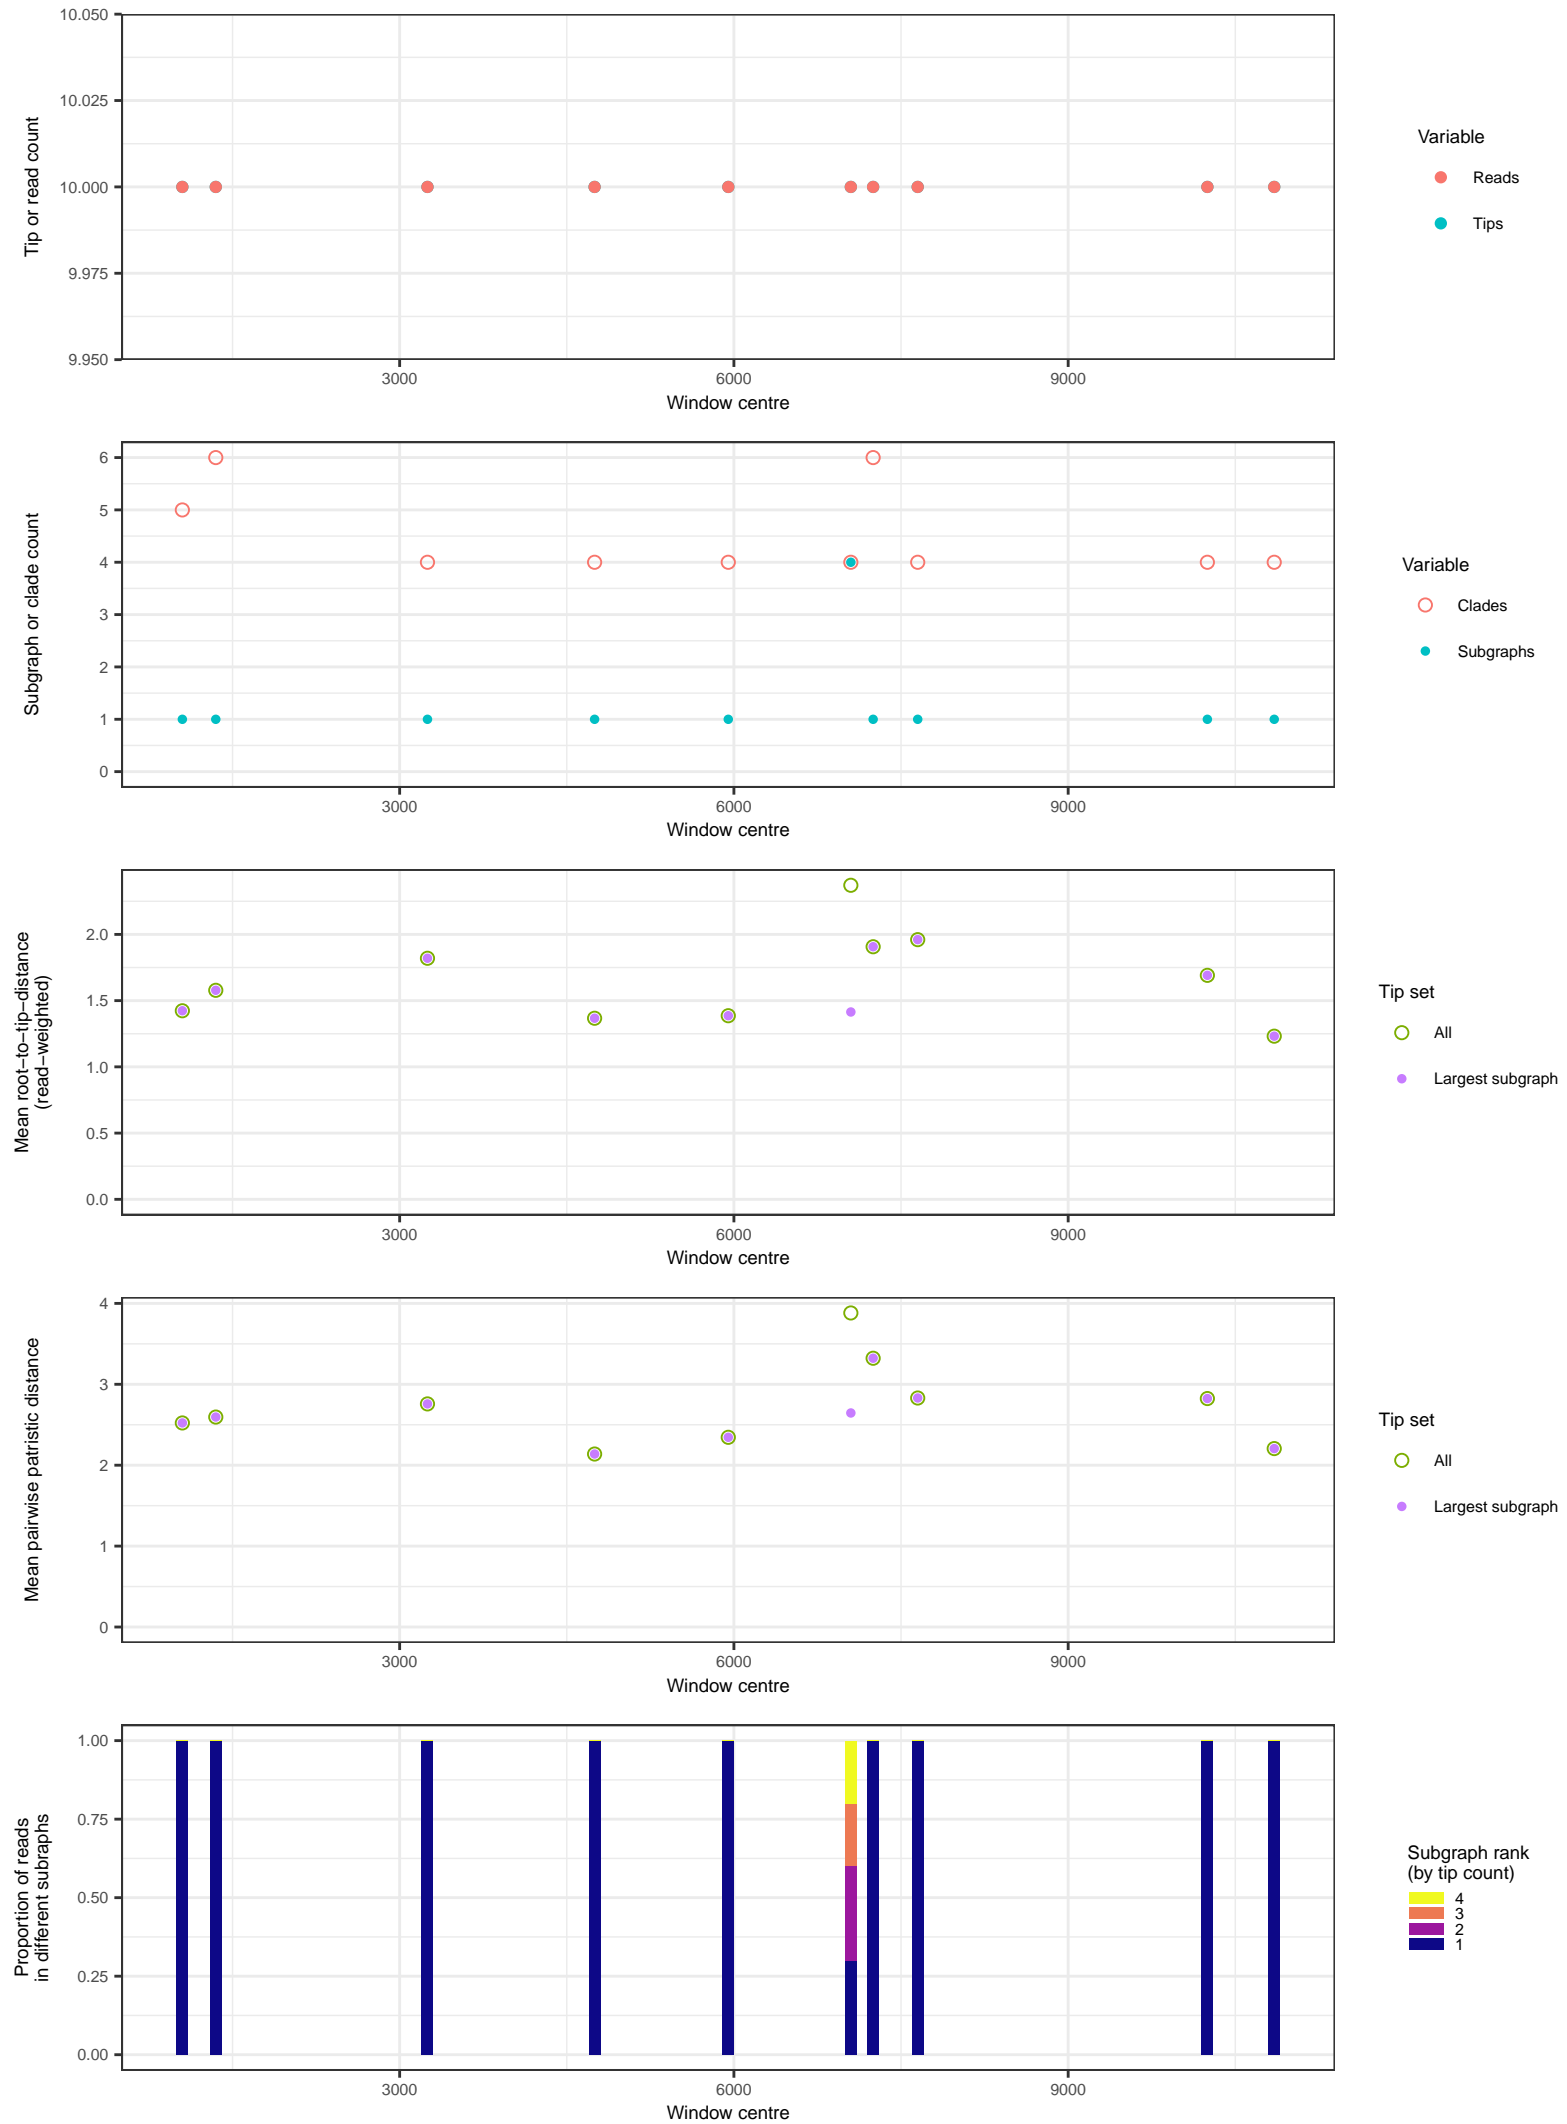 10.050
10.025
10.000
9.975
9.950
Tip or read count
3000
6000
9000
Window centre
Variable
Reads
Tips
6
5
4
3
2
1
0
Subgraph or clade count
3000
6000
9000
Window centre
Variable
Clades
Subgraphs
2.0
1.5
1.0
0.5
0.0
Mean root−to−tip−distance
(read−weighted)
3000
6000
9000
Window centre
Tip set
All
Largest subgraph
4
3
2
1
0
Mean pairwise patristic distance
3000
6000
9000
Window centre
Tip set
All
Largest subgraph
1.00
0.75
0.50
0.25
0.00
Proportion of reads
in different subraphs
3000
6000
9000
Window centre
Subgraph rank
(by tip count)
4
3
2
1